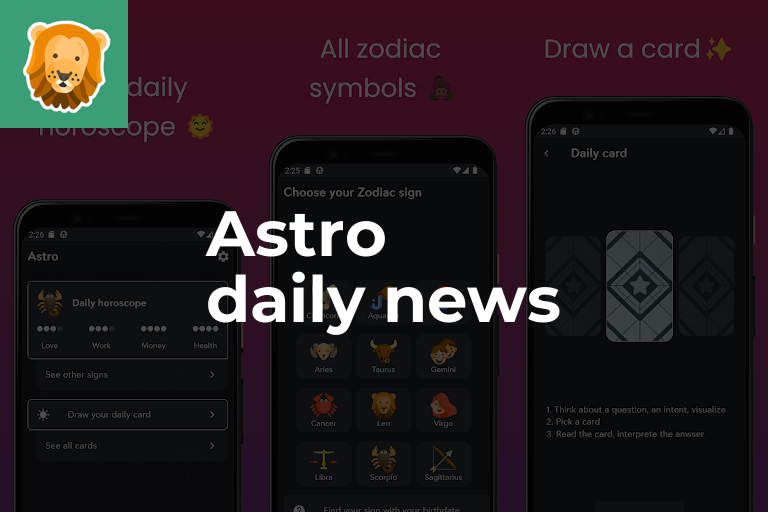 daily
horoscope
All zodiac
symbols
Draw a card
Astro
daily news
2:26
Astro
Daily horoscope
Love Work Money Health
See other signs
Draw your daily card
See all cards
2:25
Choose your Zodiac sign
Aries Taurus Gemini
Cancer Leo Virgo
Libra Scorpio Sagittarius
Find your sign with your birthdate
2:26
Daily card
1. Think about a question, an intent, visualize
2. Pick a card
3. Read the card, interprete the anwser